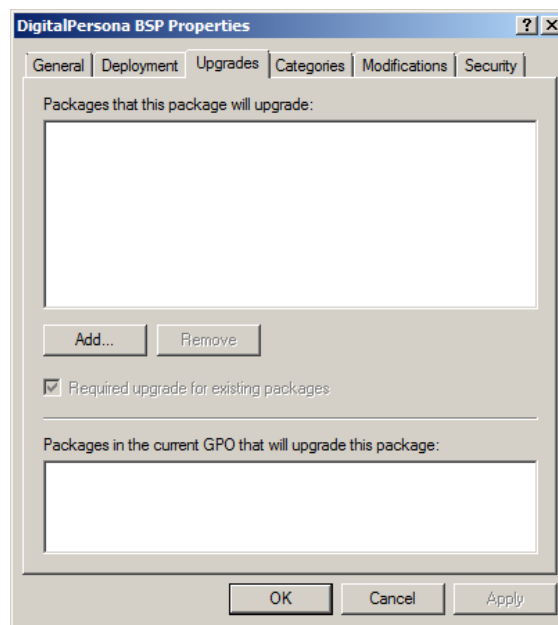 DigitalPersona BSP Properties
General Deployment Upgrades Categories Modifications Security
Packages that this package will upgrade:
Add... Remove
Required upgrade for existing packages
Packages in the current GPO that will upgrade this package:
OK Cancel Apply